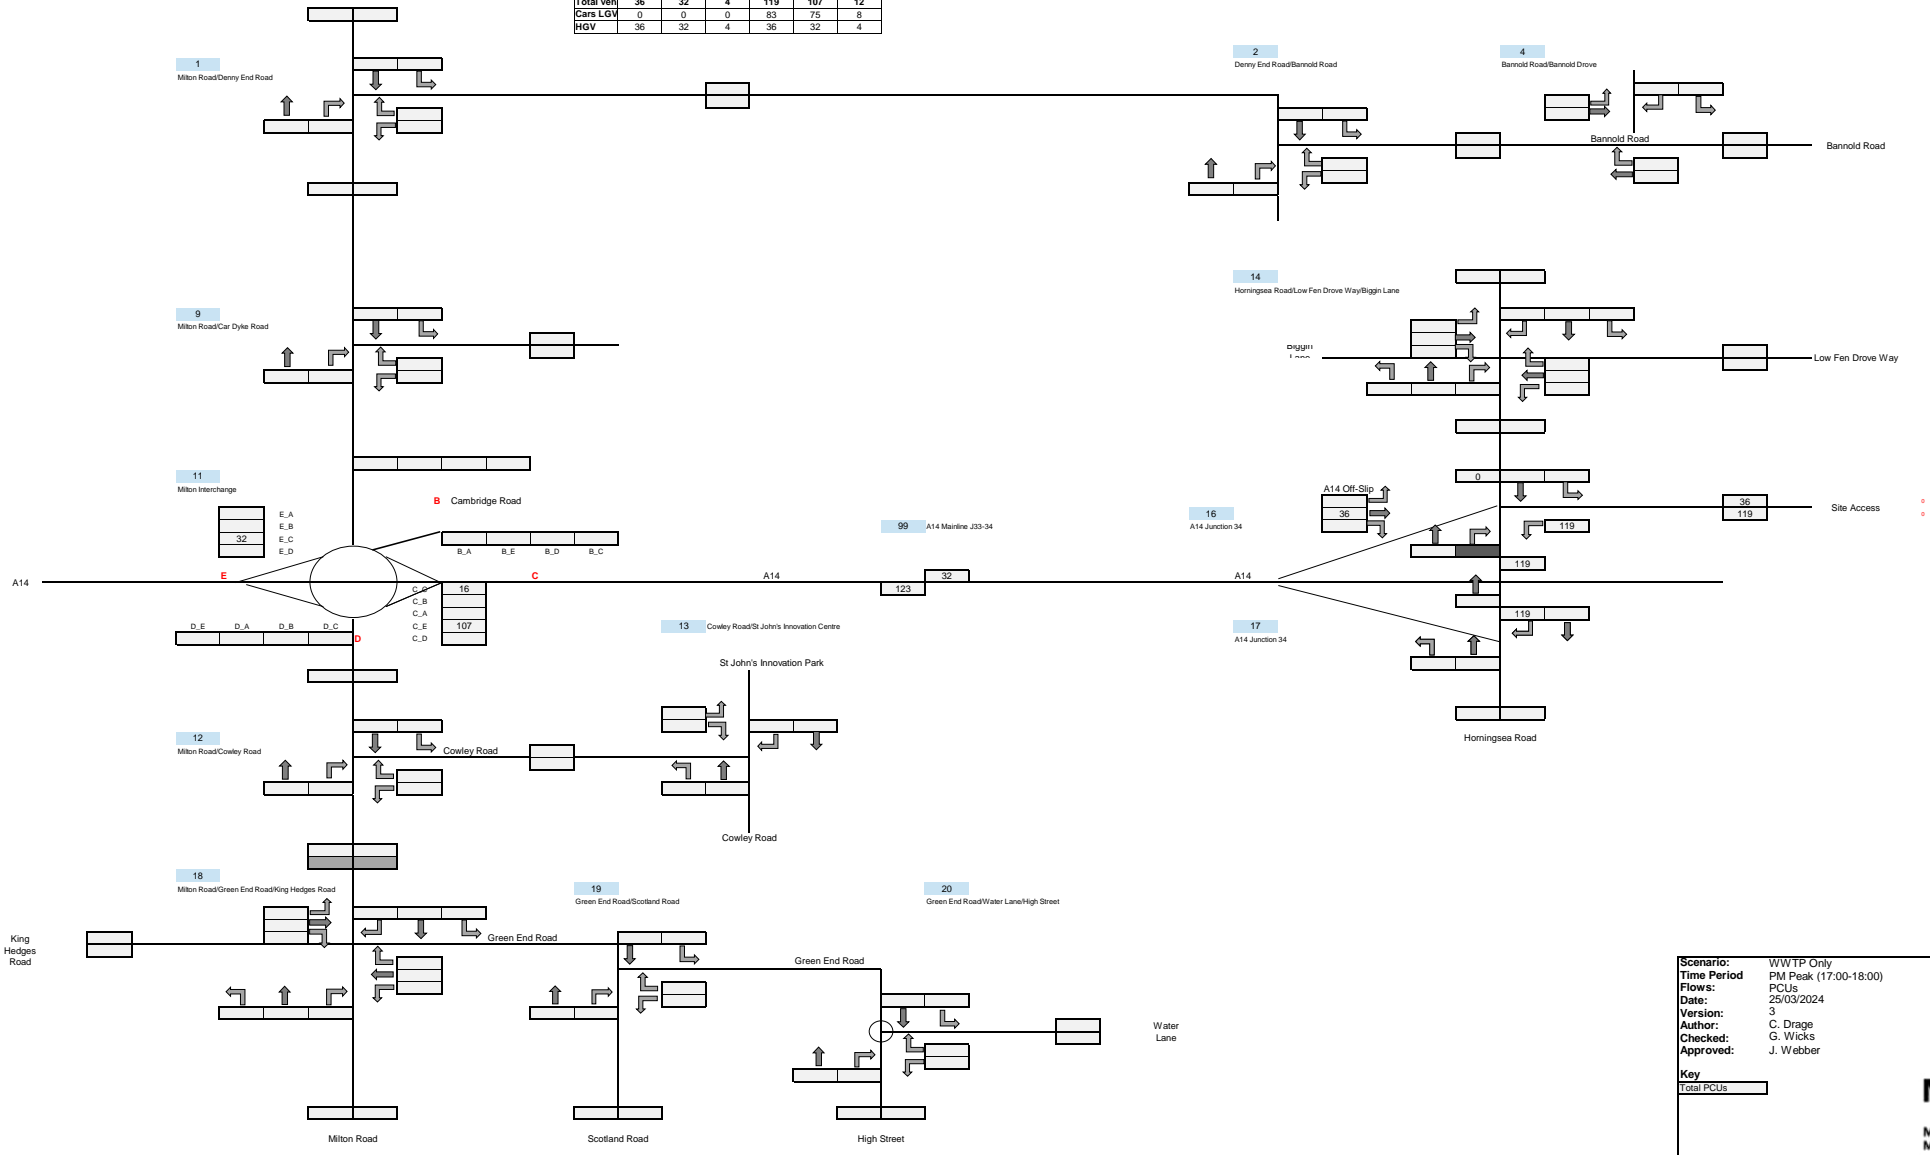 Total Veh 36 32 4 119 107 12
Cars LGV 0 0 0 83 75 8
HGV 36 32 4 36 32 4
1
Milton Road/Denny End Road
2
Denny End Road/Bannold Road
4
Bannold Road/Bannold Drove
Bannold Road
Bannold Road
9
Milton Road/Car Dyke Road
14
Horningsea Road/Low Fen Drove Way/Biggin Lane
Biggin
Lane
Low Fen Drove Way
11
Milton Interchange
B Cambridge Road
E_A
E_B
32 E_C
E_D
B_A B_E B_D B_C
E
C
A14
A14
A14
C_C 16
C_B
C_A
C_E 107
C_D
D_E D_A D_B D_C
D
99 A14 Mainline J33-34
32
123
16
A14 Junction 34
A14 Off-Slip
36
0
36
119
Site Access
0
0
119
119
119
17
A14 Junction 34
Horningsea Road
13 Cowley Road/St John's Innovation Centre
St John's Innovation Park
12
Milton Road/Cowley Road
Cowley Road
Cowley Road
18
Milton Road/Green End Road/King Hedges Road
19
Green End Road/Scotland Road
20
Green End Road/Water Lane/High Street
King
Hedges
Road
Green End Road
Green End Road
Water
Lane
Milton Road
Scotland Road
High Street
Scenario: WWTP Only
Time Period PM Peak (17:00-18:00)
Flows: PCUs
Date: 25/03/2024
Version: 3
Author: C. Drage
Checked: G. Wicks
Approved: J. Webber
Key
Total PCUs
M
M
M